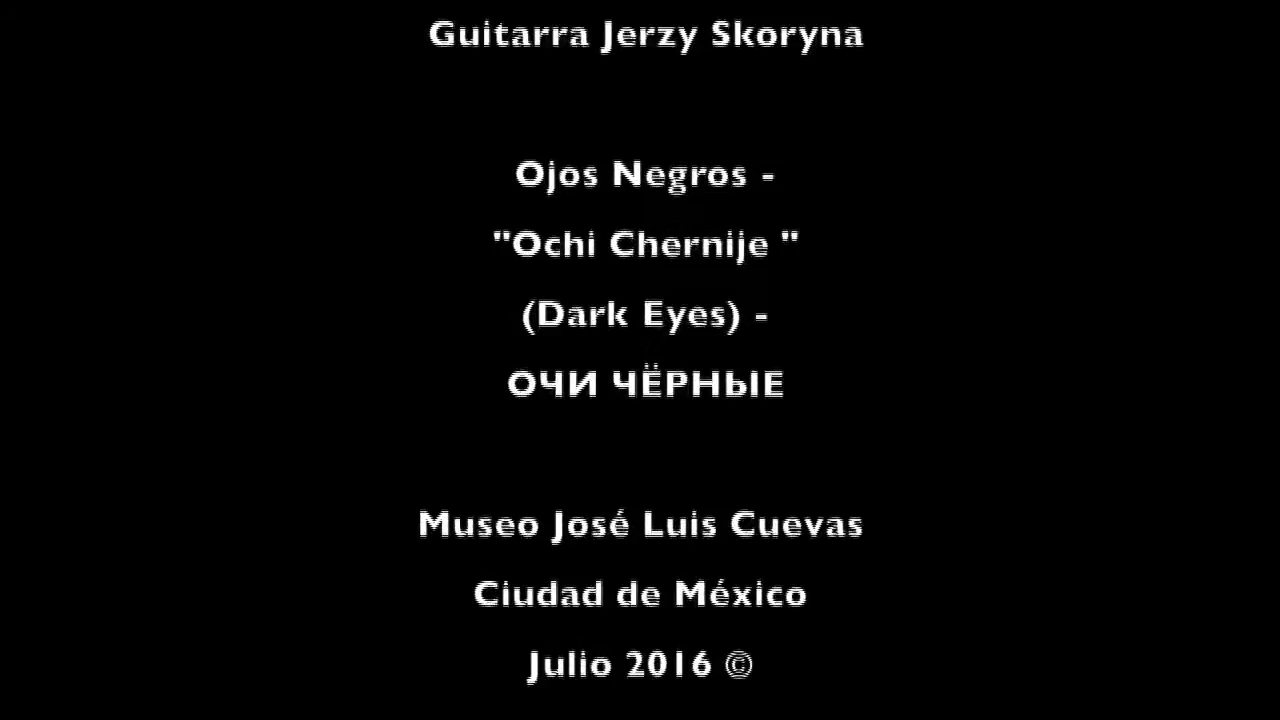 Guitarra Jerzy Skoryna
Ojos Negros -
"Ochi Chernije "
(Dark Eyes) -
ОЧИ ЧЁРНЫЕ
Museo José Luis Cuevas
Ciudad de México
Julio 2016 ©